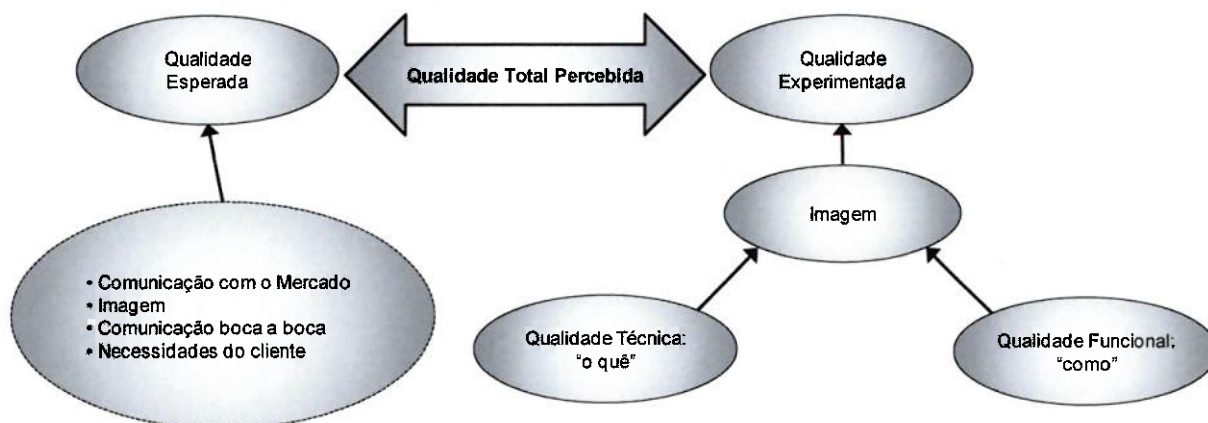 Qualidade
Esperada
Qualidade Total Percebida
Qualidade
Experimentada
Imagem
• Comunicação com o Mercado
• Imagem
• Comunicação boca a boca
• Necessidades do cliente
Qualidade Técnica:
"o quê"
Qualidade Funcional:
"como"